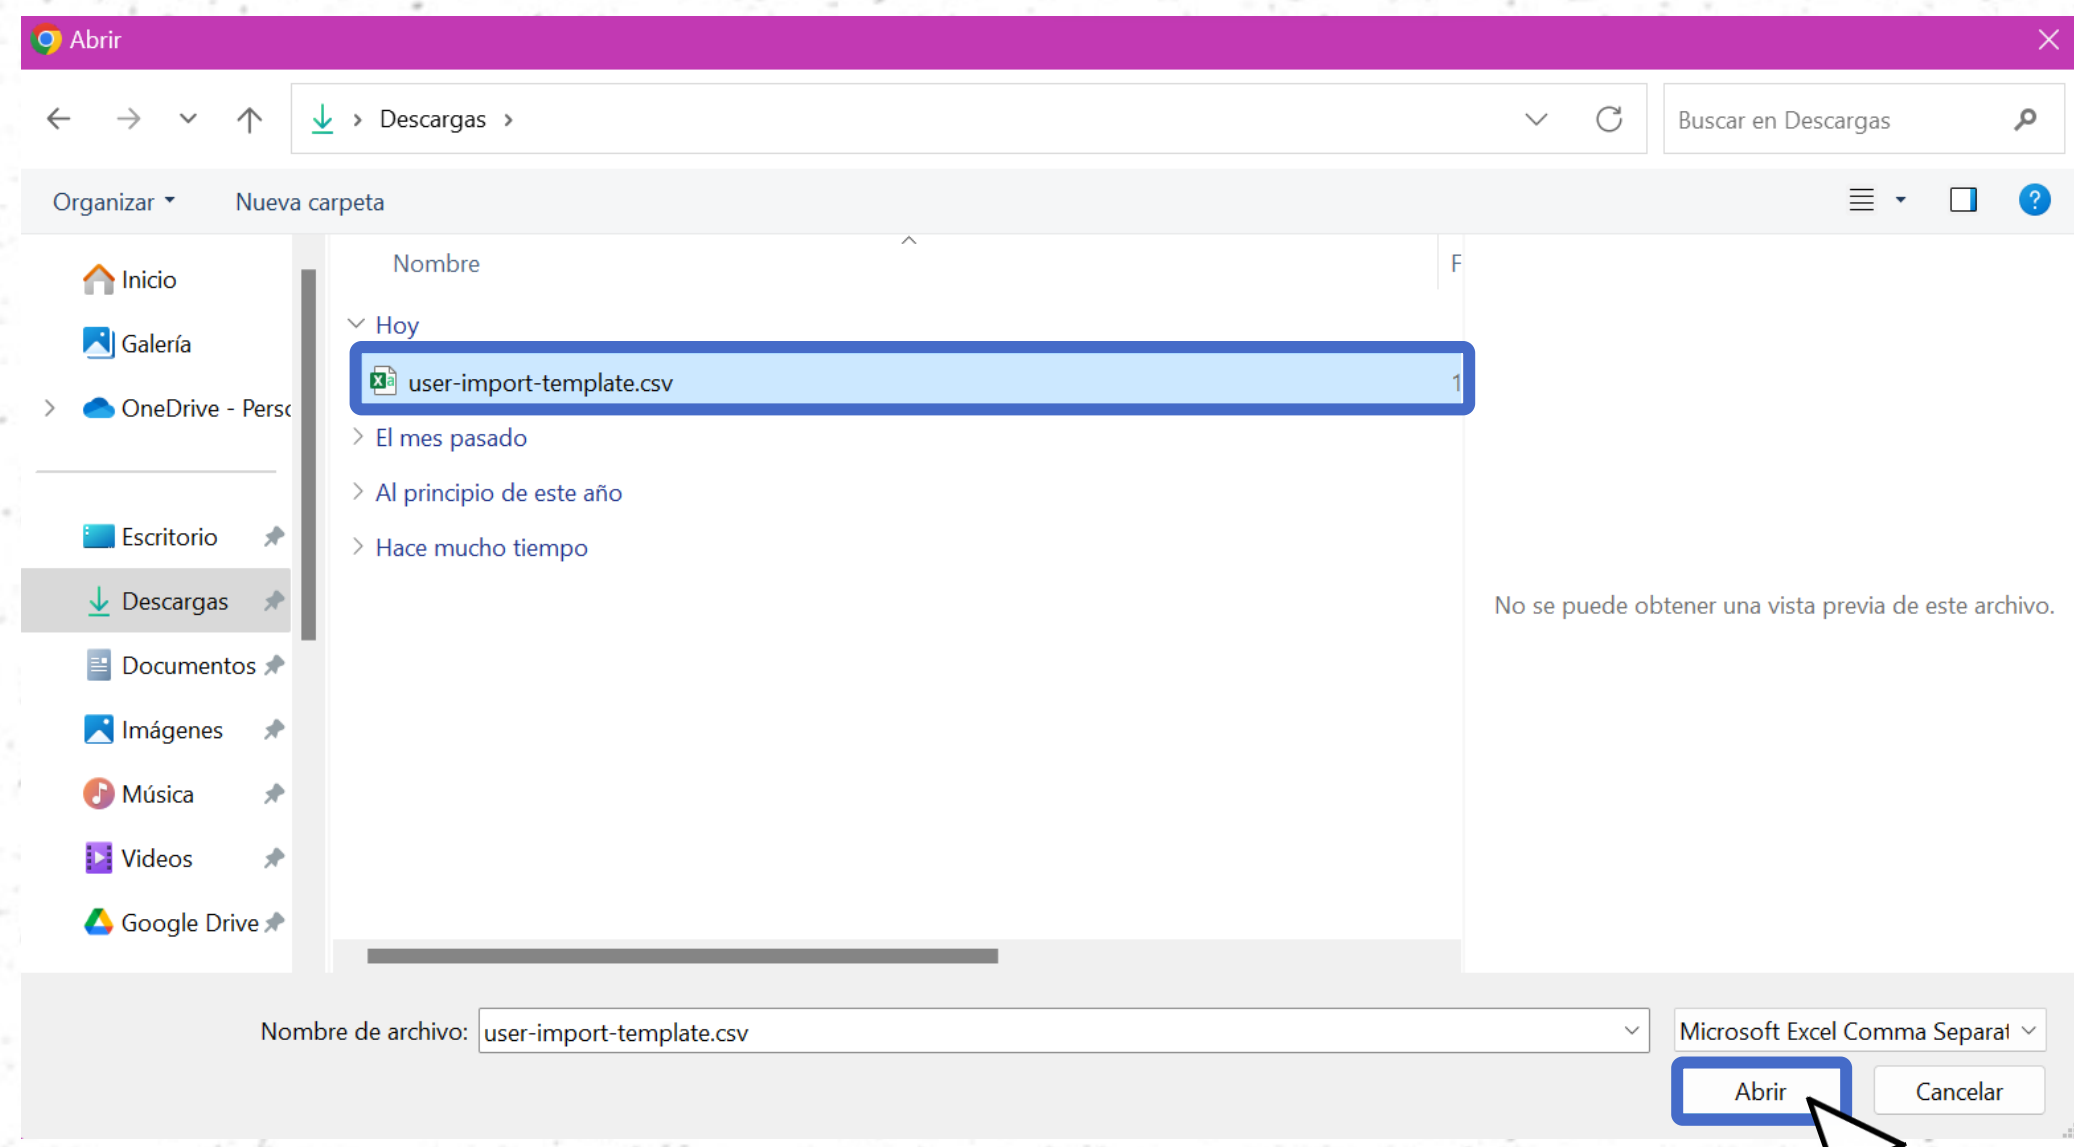 Abrir
Descargas
Buscar en Descargas
Organizar
Nueva carpeta
Inicio
Galería
OneDrive - Perso
Escritorio
Descargas
Documentos
Imágenes
Música
Videos
Google Drive
Nombre
F
Hoy
user-import-template.csv
1
El mes pasado
Al principio de este año
Hace mucho tiempo
No se puede obtener una vista previa de este archivo.
Nombre de archivo: user-import-template.csv
Microsoft Excel Comma Separat
Abrir
Cancelar